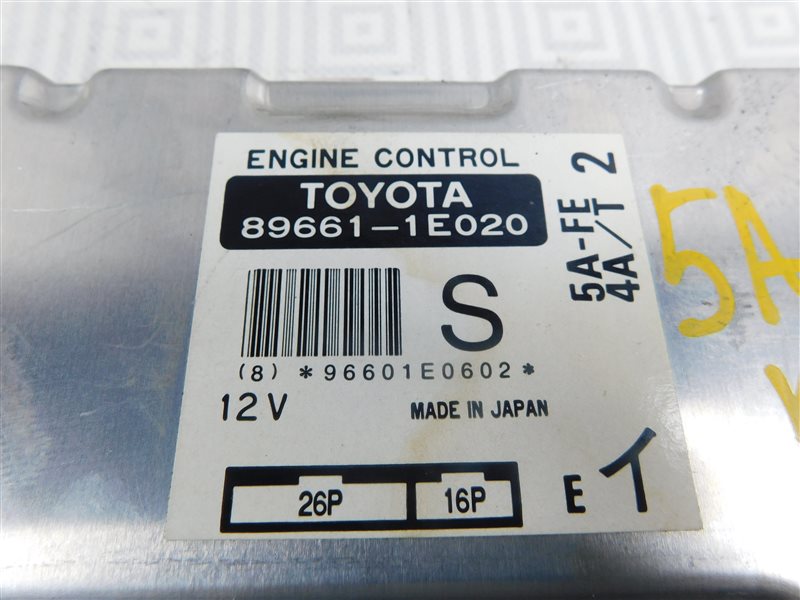 ENGINE CONTROL
TOYOTA
89661-1E020
5A-FE 2
4A/T
S
(8) *96601E0602*
12V
MADE IN JAPAN
26P
16P
E イ
5A